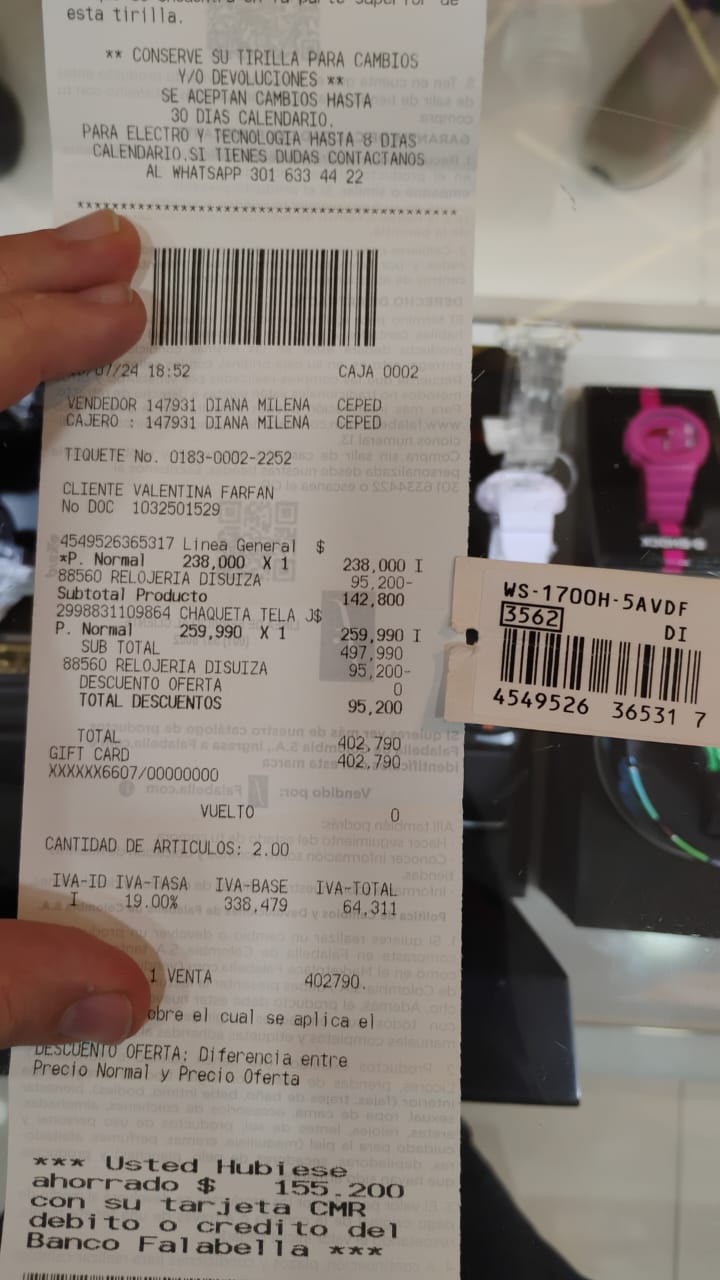 esta tirilla.
** CONSERVE SU TIRILLA PARA CAMBIOS
Y/O DEVOLUCIONES **
SE ACEPTAN CAMBIOS HASTA
30 DIAS CALENDARIO.
PARA ELECTRO Y TECNOLOGIA HASTA 8 DIAS
CALENDARIO.SI TIENES DUDAS CONTACTANOS
AL WHATSAPP 301 633 44 22
****************************************
/07/24 18:52 CAJA 0002
VENDEDOR 147931 DIANA MILENA CEPED
CAJERO : 147931 DIANA MILENA CEPED
TIQUETE No. 0183-0002-2252
CLIENTE VALENTINA FARFAN
No DOC 1032501529
4549526365317 Linea General $
*P. Normal 238,000 X 1 238,000 I
88560 RELOJERIA DISUIZA 95,200-
Subtotal Producto 142,800
2998831109864 CHAQUETA TELA J$
P. Normal 259,990 X 1 259,990 I
SUB TOTAL 497,990
88560 RELOJERIA DISUIZA 95,200-
DESCUENTO OFERTA 0
TOTAL DESCUENTOS 95,200
TOTAL 402,790
GIFT CARD 402,790
XXXXXX6607/00000000
VUELTO 0
CANTIDAD DE ARTICULOS: 2.00
IVA-ID IVA-TASA IVA-BASE IVA-TOTAL
I 19.00% 338,479 64,311
1 VENTA 402790.
obre el cual se aplica el
DESCUENTO OFERTA: Diferencia entre
Precio Normal y Precio Oferta
*** Usted Hubiese
ahorrado $ 155.200
con su tarjeta CMR
debito o credito del
Banco Falabella ***
WS-1700H-5AVDF
3562
DI
4549526 36531 7